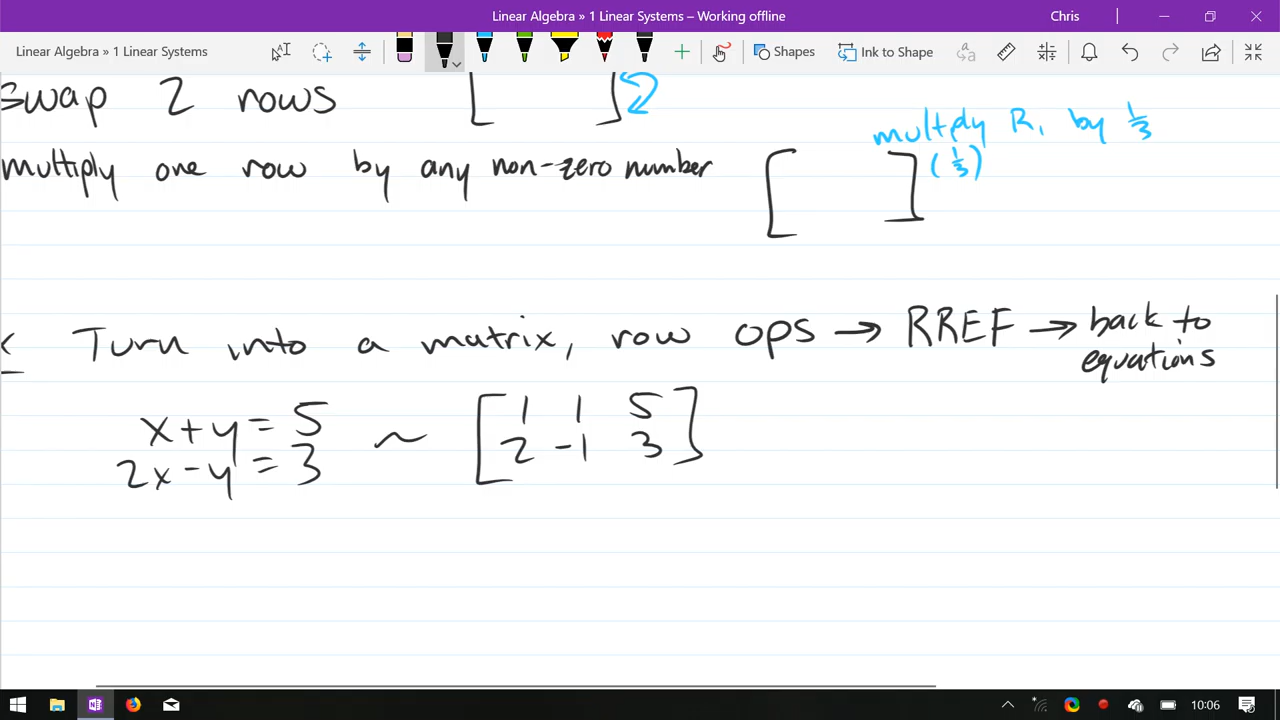 Linear Algebra » 1 Linear Systems – Working offline
Chris
Linear Algebra » 1 Linear Systems
Shapes
Ink to Shape
swap 2 rows
multiply R₁ by 1/3
(1/3)
multiply one row by any non-zero number
Turn into a matrix, row ops → RREF → back to
equations
x + y = 5 ~ [1 1 5
2x - y = 3 2 -1 3]
10:06